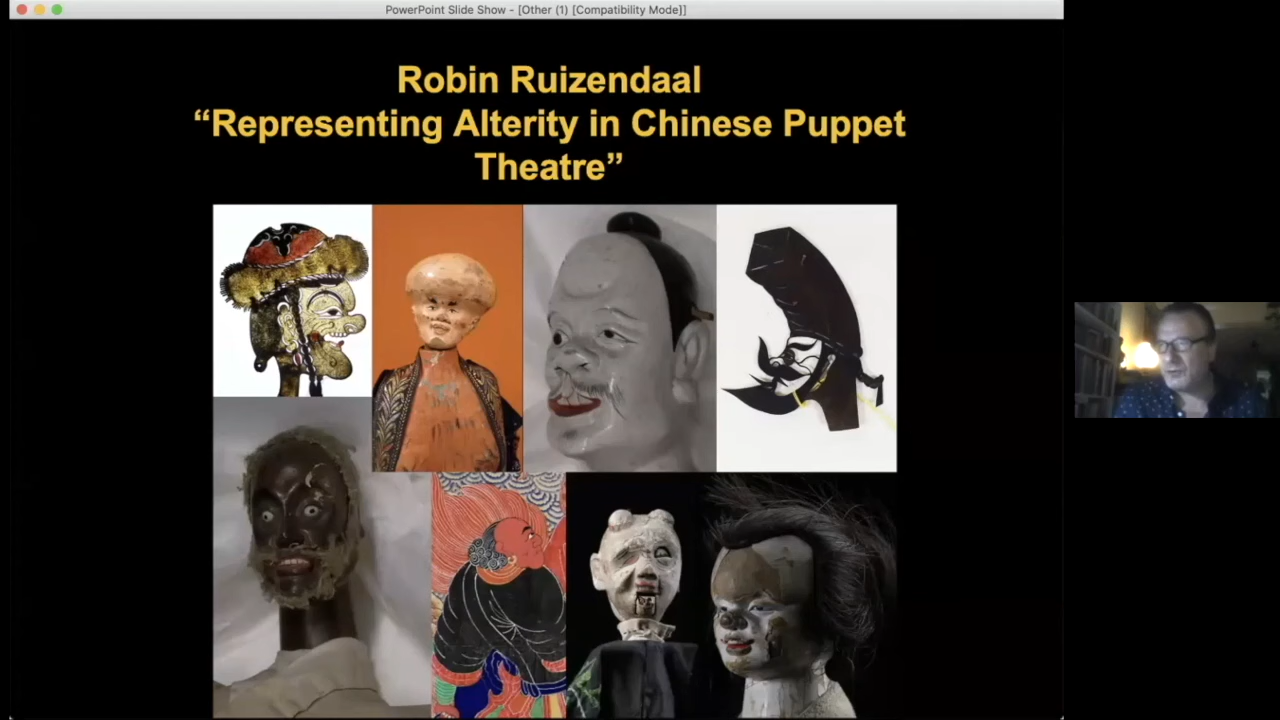 PowerPoint Slide Show - [Other (1) [Compatibility Mode]]
Robin Ruizendaal
“Representing Alterity in Chinese Puppet
Theatre”